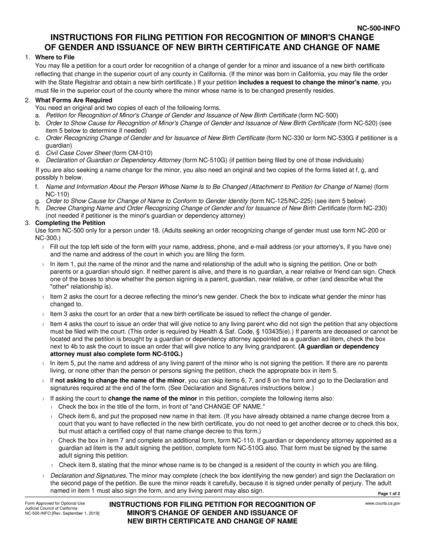 NC-500-INFO
INSTRUCTIONS FOR FILING PETITION FOR RECOGNITION OF MINOR'S CHANGE
OF GENDER AND ISSUANCE OF NEW BIRTH CERTIFICATE AND CHANGE OF NAME
1. Where to File
You may file a petition for a court order for recognition of a change of gender for a minor and issuance of a new birth certificate
reflecting that change in the superior court of any county in California. (If the minor was born in California, you may file the order
with the State Registrar and obtain a new birth certificate.) If your petition includes a request to change the minor's name, you
must file in the superior court of the county where the minor whose name is to be changed presently resides.
2. What Forms Are Required
You need an original and two copies of each of the following forms.
a. Petition for Recognition of Minor's Change of Gender and Issuance of New Birth Certificate (form NC-500)
b. Order to Show Cause for Recognition of Minor's Change of Gender and Issuance of New Birth Certificate (form NC-520) (see
item 5 below to determine if needed)
c. Order Recognizing Change of Gender and for Issuance of New Birth Certificate (form NC-330 or form NC-530G if petitioner is a
guardian)
d. Civil Case Cover Sheet (form CM-010)
e. Declaration of Guardian or Dependency Attorney (form NC-510G) (if petition being filed by one of those individuals)
If you are also seeking a name change for the minor, you also need an original and two copies of the forms listed at f, g, and
possibly h below.
f. Name and Information About the Person Whose Name Is to Be Changed (Attachment to Petition for Change of Name) (form
NC-110)
g. Order to Show Cause for Change of Name to Conform to Gender Identity (form NC-125/NC-225) (see item 5 below)
h. Decree Changing Name and Order Recognizing Change of Gender and for Issuance of New Birth Certificate (form NC-230)
(not needed if petitioner is the minor's guardian or dependency attorney)
3. Completing the Petition
Use form NC-500 only for a person under 18. (Adults seeking an order recognizing change of gender must use form NC-200 or
NC-300.)
Fill out the top left side of the form with your name, address, phone, and e-mail address (or your attorney's, if you have one)
and the name and address of the court in which you are filing the form.
In item 1, put the name of the minor and the name and relationship of the adult who is signing the petition. One or both
parents or a guardian should sign. If neither parent is alive, and there is no guardian, a near relative or friend can sign. Check
one of the boxes to show whether the person signing is a parent, guardian, near relative, or other (and describe what the
"other" relationship is).
Item 2 asks the court for a decree reflecting the minor's new gender. Check the box to indicate what gender the minor has
changed to.
Item 3 asks the court for an order that a new birth certificate be issued to reflect the change of gender.
Item 4 asks the court to issue an order that will give notice to any living parent who did not sign the petition that any objections
must be filed with the court. (This order is required by Health & Saf. Code, § 103435(e).) If parents are deceased or cannot be
located and the petition is brought by a guardian or dependency attorney appointed as a guardian ad litem, check the box
next to 4b to ask the court to issue an order that will give notice to any living grandparent. (A guardian or dependency
attorney must also complete form NC-510G.)
In item 5, put the name and address of any living parent of the minor who is not signing the petition. If there are no parents
living, or none other than the person or persons signing the petition, check the appropriate box in item 5.
If not asking to change the name of the minor, you can skip items 6, 7, and 8 on the form and go to the Declaration and
signatures required at the end of the form. (See Declaration and Signatures instructions below.)
If asking the court to change the name of the minor in this petition, complete the following items also:
Check the box in the title of the form, in front of "and CHANGE OF NAME."
Check item 6, and put the proposed new name in that item. (If you have already obtained a name change decree from a
court that you want to have reflected in the new birth certificate, you do not need to get another decree or to check this box,
but must attach a certified copy of that name change decree to this form.)
Check the box in item 7 and complete an additional form, form NC-110. If guardian or dependency attorney appointed as a
guardian ad litem is the adult signing the petition, complete form NC-510G also. That form must be signed by the same
adult signing this petition.
Check item 8, stating that the minor whose name is to be changed is a resident of the county in which you are filing.
Declaration and Signatures. The minor may complete (check the box identifying the new gender) and sign the Declaration on
the second page of the petition. Be sure the minor reads it carefully, because it is signed under penalty of perjury. The adult
named in item 1 must also sign the form, and any living parent may also sign.
Page 1 of 2
Form Approved for Optional Use
Judicial Council of California
NC-500-INFO [Rev. September 1, 2019]
INSTRUCTIONS FOR FILING PETITION FOR RECOGNITION OF
MINOR'S CHANGE OF GENDER AND ISSUANCE OF
NEW BIRTH CERTIFICATE AND CHANGE OF NAME
www.courts.ca.gov